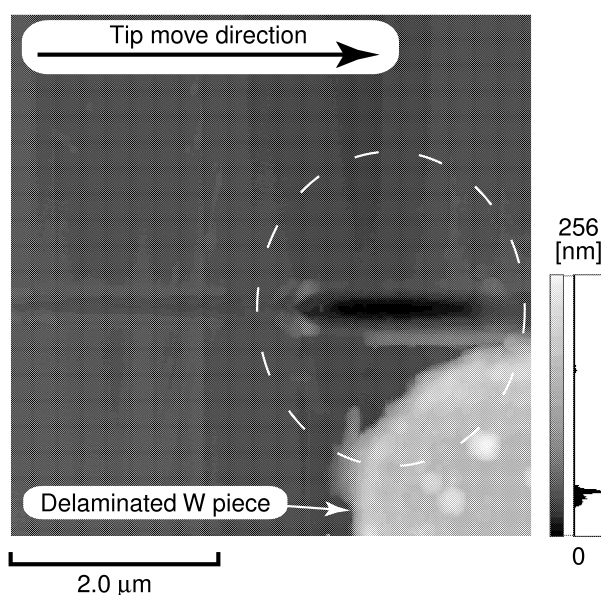 Tip move direction
256
[nm]
Delaminated W piece
0
2.0 μm